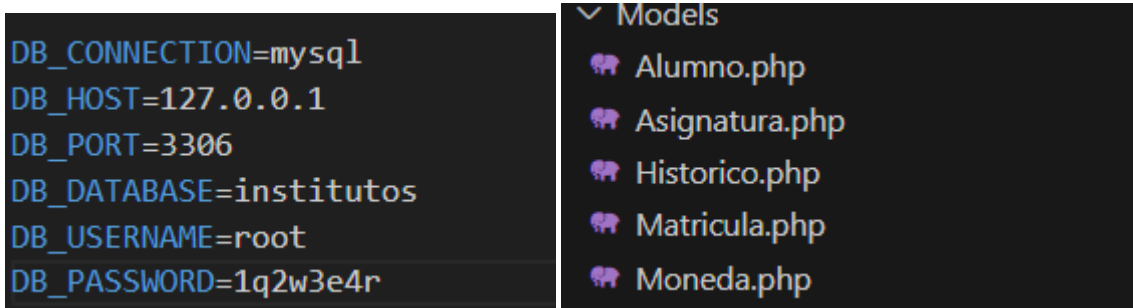 DB_CONNECTION=mysql
DB_HOST=127.0.0.1
DB_PORT=3306
DB_DATABASE=institutos
DB_USERNAME=root
DB_PASSWORD=1q2w3e4r
Models
Alumno.php
Asignatura.php
Historico.php
Matricula.php
Moneda.php